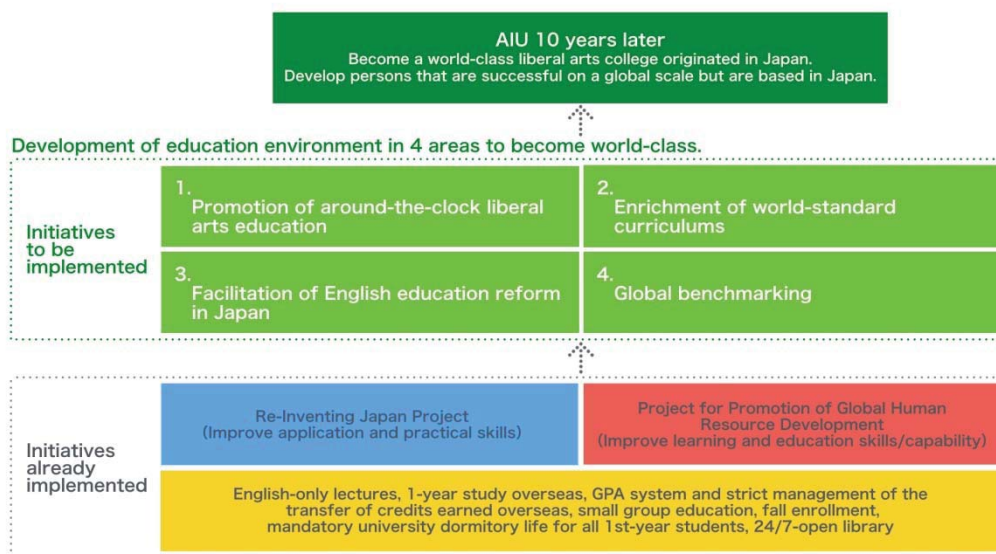 AIU 10 years later
Become a world-class liberal arts college originated in Japan.
Develop persons that are successful on a global scale but are based in Japan.
Development of education environment in 4 areas to become world-class.
Initiatives
to be
implemented
1.
Promotion of around-the-clock liberal
arts education
2.
Enrichment of world-standard
curriculums
3.
Facilitation of English education reform
in Japan
4.
Global benchmarking
Initiatives
already
implemented
Re-Inventing Japan Project
(Improve application and practical skills)
Project for Promotion of Global Human
Resource Development
(Improve learning and education skills/capability)
English-only lectures, 1-year study overseas, GPA system and strict management of the
transfer of credits earned overseas, small group education, fall enrollment,
mandatory university dormitory life for all 1st-year students, 24/7-open library